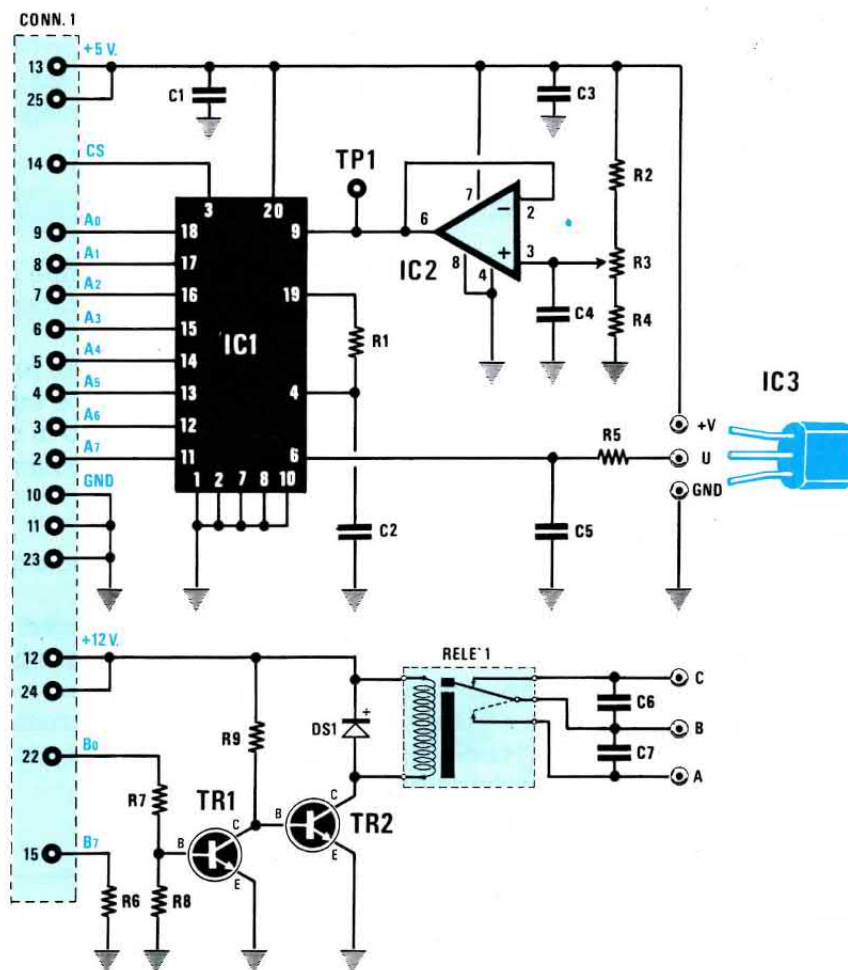 CONN. 1
+5 V.
13
25
C1
C3
CS
14
TP1
R2
3
20
7
2
6
9
A0
18
9
3
R3
8
A1
17
IC2
8
4
7
A2
16
19
C4
R4
6
A3
15
IC1
R1
5
A4
14
IC3
4
A5
13
4
3
A6
12
+V
2
A7
11
6
R5
U
GND
10
1
2
7
8
10
GND
11
C2
C5
23
+12 V.
12
RELE' 1
C
24
C6
R9
DS1
+
B
22
B0
C7
A
R7
TR1
C
TR2
C
B
B
15
B7
E
E
R6
R8